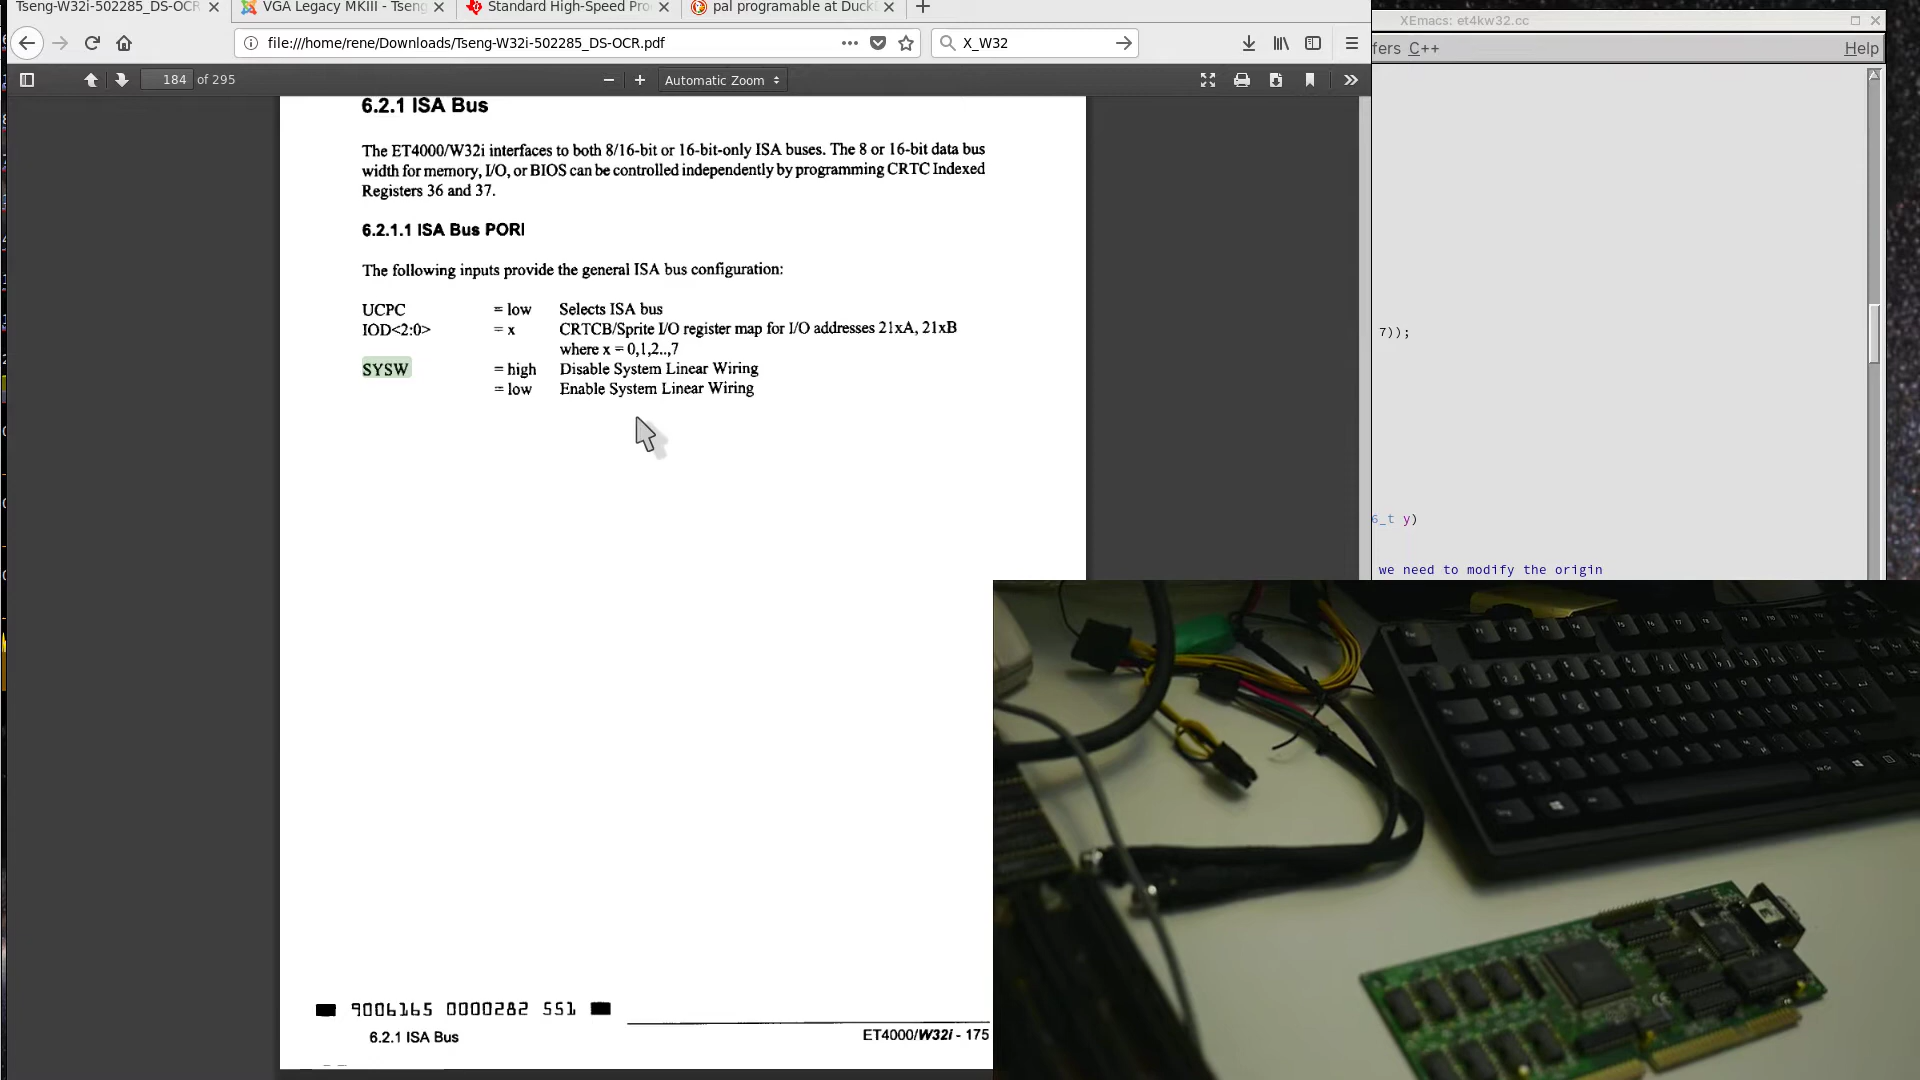 Tseng-W32i-502285_DS-OCR
VGA Legacy MKIII - Tseng
Standard High-Speed Pro
pal programable at Duck
file:///home/rene/Downloads/Tseng-W32i-502285_DS-OCR.pdf
X_W32
184 of 295
Automatic Zoom
XEmacs: et4kw32.cc
fers C++
Help
6.2.1 ISA Bus
The ET4000/W32i interfaces to both 8/16-bit or 16-bit-only ISA buses. The 8 or 16-bit data bus
width for memory, I/O, or BIOS can be controlled independently by programming CRTC Indexed
Registers 36 and 37.
6.2.1.1 ISA Bus PORI
The following inputs provide the general ISA bus configuration:
UCPC = low Selects ISA bus
IOD<2:0> = x CRTCB/Sprite I/O register map for I/O addresses 21xA, 21xB
where x = 0,1,2..,7
SYSW = high Disable System Linear Wiring
= low Enable System Linear Wiring
9006165 0000282 551
6.2.1 ISA Bus
ET4000/W32i - 175
7));
6_t y)
we need to modify the origin